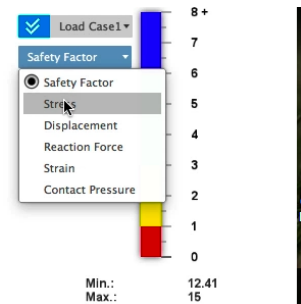 Load Case1
Safety Factor
Safety Factor
Stress
Displacement
Reaction Force
Strain
Contact Pressure
8 +
7
6
5
4
3
2
1
0
Min.: 12.41
Max.: 15